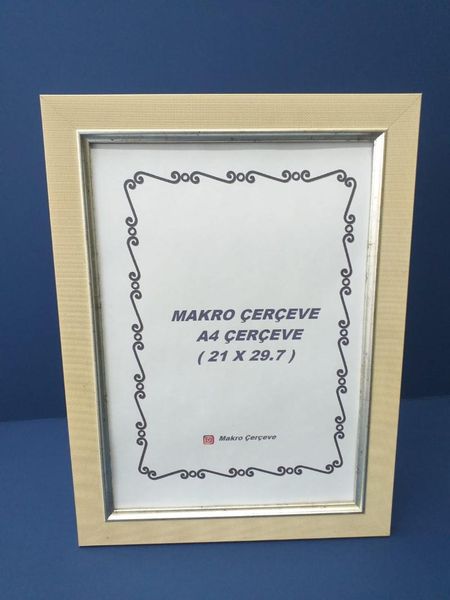 MAKRO ÇERÇEVE
A4 ÇERÇEVE
( 21 X 29.7 )
Makro Çerçeve